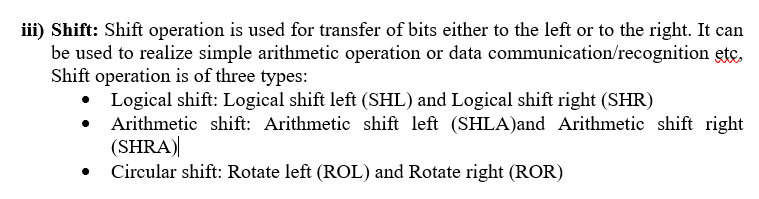 iii) Shift: Shift operation is used for transfer of bits either to the left or to the right. It can
be used to realize simple arithmetic operation or data communication/recognition etc,
Shift operation is of three types:
• Logical shift: Logical shift left (SHL) and Logical shift right (SHR)
• Arithmetic shift: Arithmetic shift left (SHLA)and Arithmetic shift right
(SHRA)
• Circular shift: Rotate left (ROL) and Rotate right (ROR)